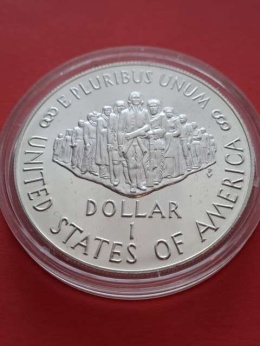 E PLURIBUS UNUM
DOLLAR
1
UNITED STATES OF AMERICA